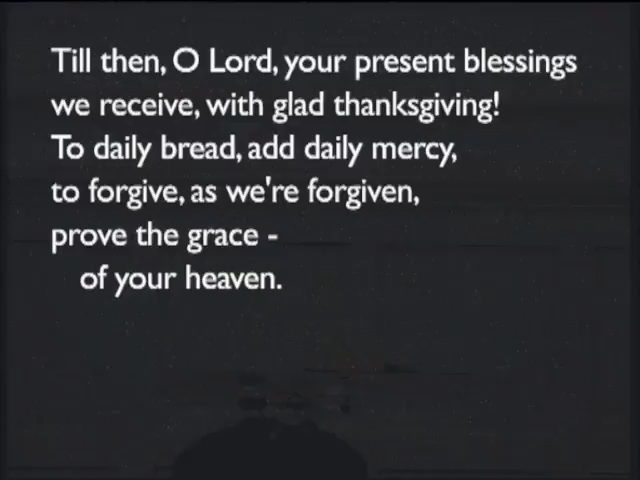 Till then, O Lord, your present blessings
we receive, with glad thanksgiving!
To daily bread, add daily mercy,
to forgive, as we're forgiven,
prove the grace -
of your heaven.